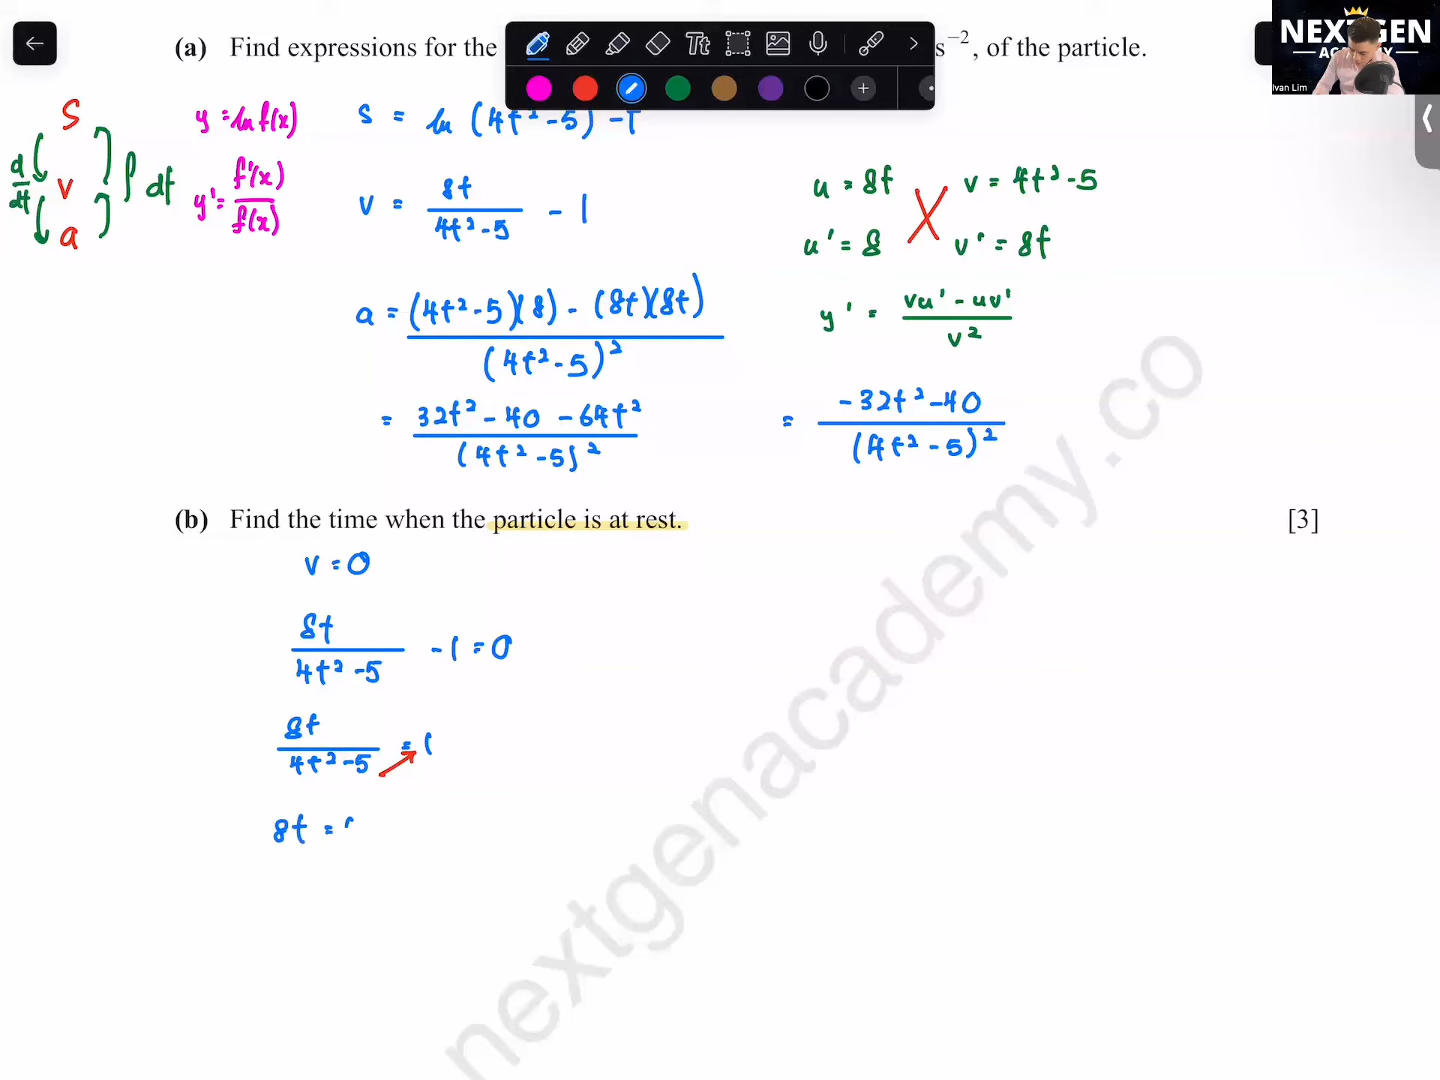 NEXTGEN
ACADEMY
Ivan Lim
(a) Find expressions for the
s⁻², of the particle.
Tt
S
v
a
d/dt
∫ dt
y = ln f(x)
y' = f'(x)/f(x)
s = ln (4t² - 5) - t
v = 8t/(4t² - 5) - 1
a = ((4t² - 5)(8) - (8t)(8t))/(4t² - 5)²
= (32t² - 40 - 64t²)/(4t² - 5)²
u = 8t v = 4t² - 5
u' = 8 v' = 8t
y' = (vu' - uv')/v²
= (-32t² - 40)/(4t² - 5)²
(b) Find the time when the particle is at rest. [3]
v = 0
8t/(4t² - 5) - 1 = 0
8t/(4t² - 5) = 1
8t =
nextgenacademy.co